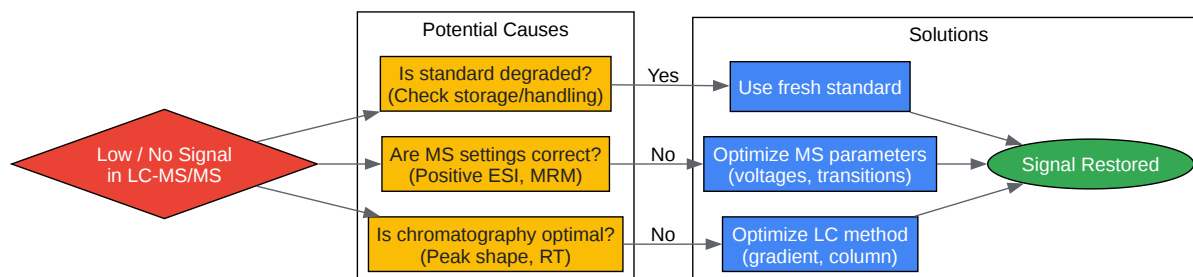 Potential Causes
Solutions
Low / No Signal
in LC-MS/MS
Is standard degraded?
(Check storage/handling)
Yes
Use fresh standard
Are MS settings correct?
(Positive ESI, MRM)
No
Optimize MS parameters
(voltages, transitions)
Signal Restored
Is chromatography optimal?
(Peak shape, RT)
No
Optimize LC method
(gradient, column)